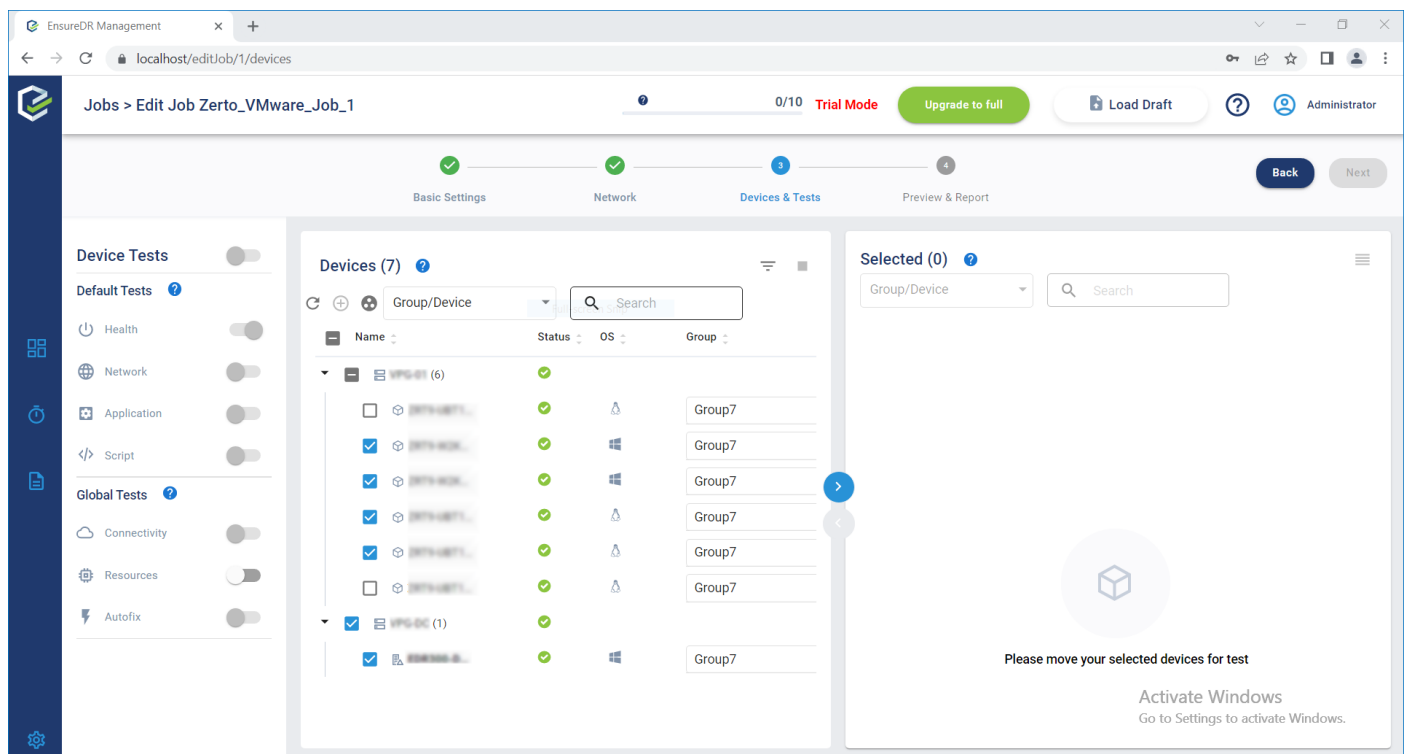 EnsureDR Management
localhost/editJob/1/devices
Jobs > Edit Job Zerto_VMware_Job_1
0/10 Trial Mode
Upgrade to full
Load Draft
Administrator
3
4
Basic Settings
Network
Devices & Tests
Preview & Report
Back
Next
Device Tests
Default Tests
Health
Network
Application
Script
Global Tests
Connectivity
Resources
Autofix
Devices (7)
Group/Device
Search
Name Status OS Group
(6)
Group7
Group7
Group7
Group7
Group7
Group7
(1)
Group7
Selected (0)
Group/Device
Search
Please move your selected devices for test
Activate Windows
Go to Settings to activate Windows.